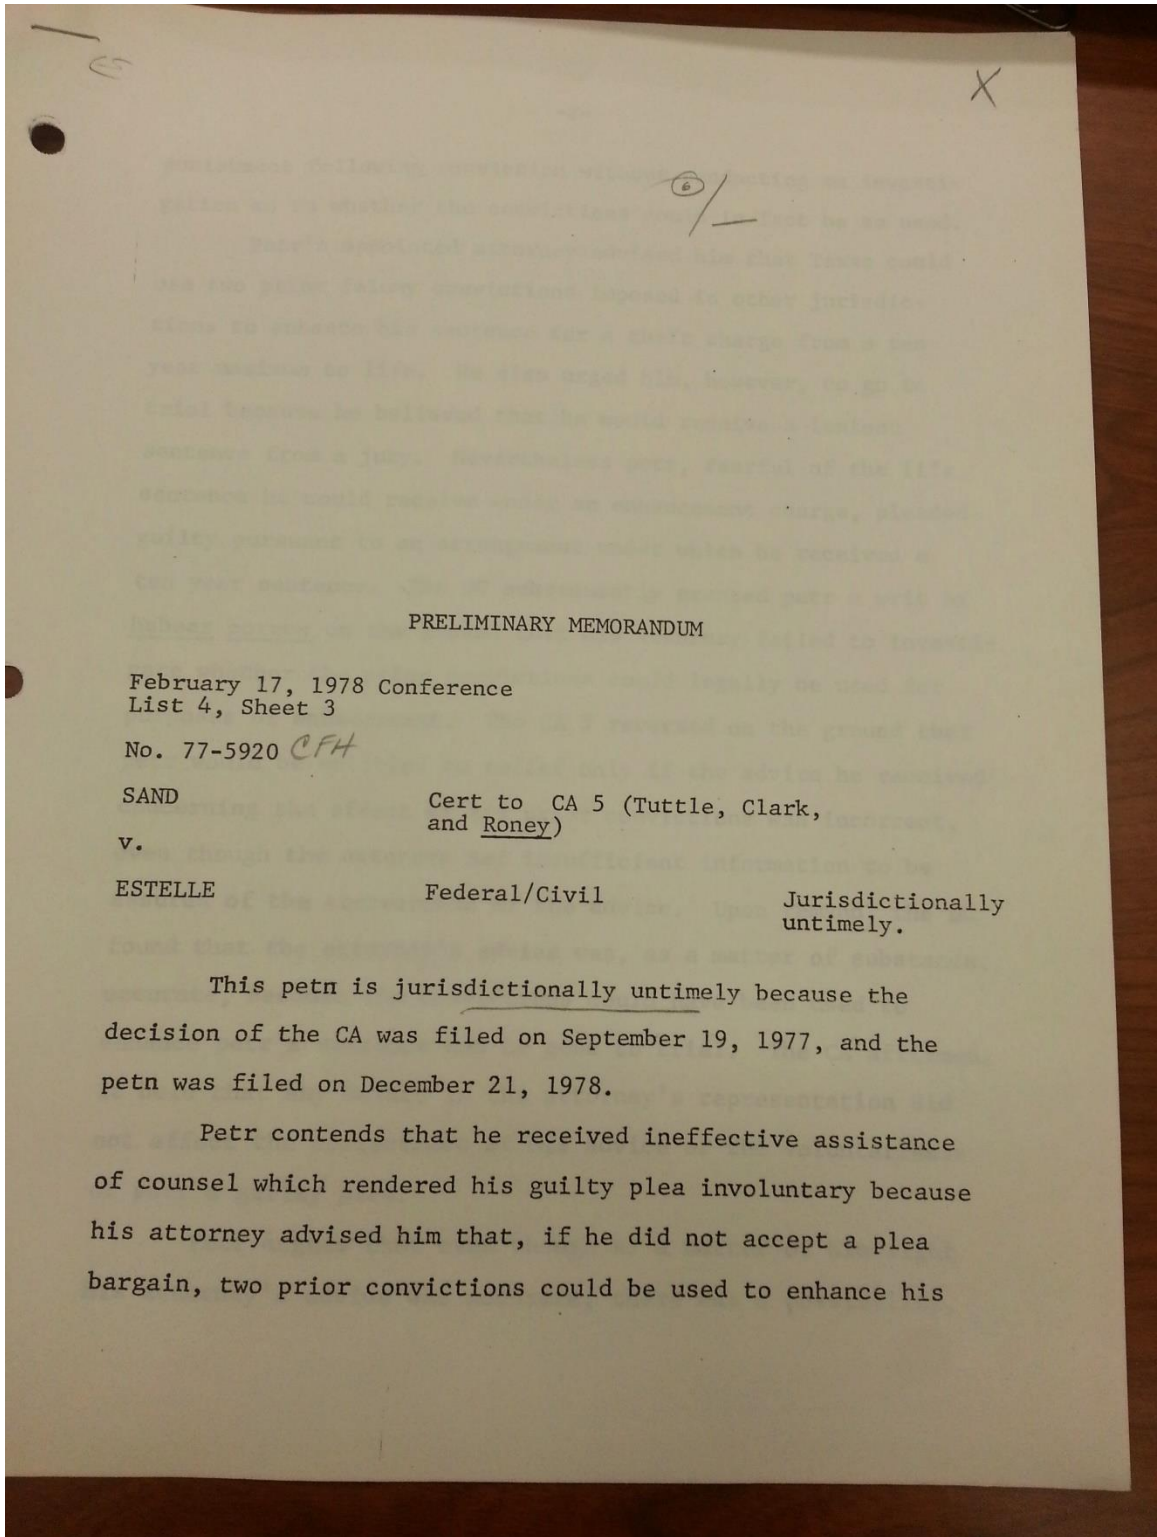 X
6
PRELIMINARY MEMORANDUM
February 17, 1978 Conference
List 4, Sheet 3
No. 77-5920 CFH
SAND Cert to CA 5 (Tuttle, Clark,
and Roney)
v.
ESTELLE Federal/Civil Jurisdictionally
untimely.
This petn is jurisdictionally untimely because the
decision of the CA was filed on September 19, 1977, and the
petn was filed on December 21, 1978.
Petr contends that he received ineffective assistance
of counsel which rendered his guilty plea involuntary because
his attorney advised him that, if he did not accept a plea
bargain, two prior convictions could be used to enhance his